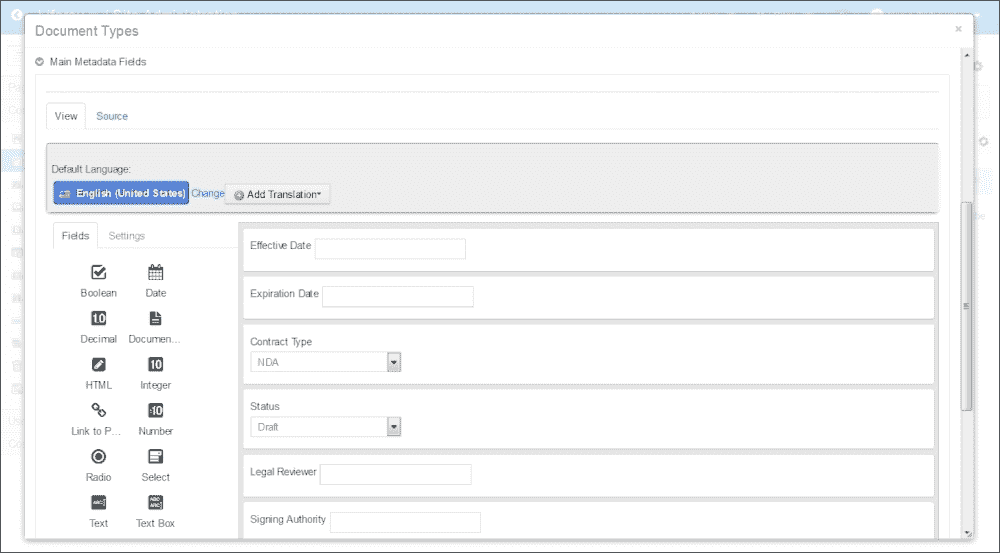 Document Types
Main Metadata Fields
View Source
Default Language:
English (United States) Change Add Translation
Fields Settings
Boolean Date
Decimal Documen...
HTML Integer
Link to P... Number
Radio Select
Text Text Box
Effective Date
Expiration Date
Contract Type
NDA
Status
Draft
Legal Reviewer
Signing Authority